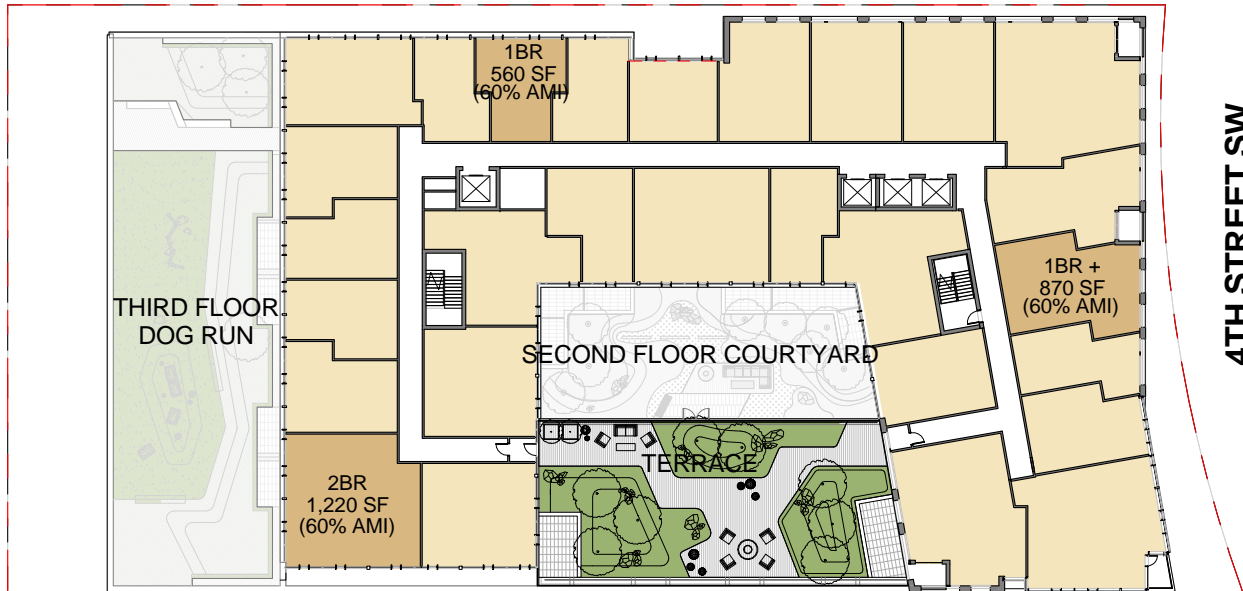 1BR
560 SF
(60% AMI)
4TH STREET SW
1BR +
870 SF
(60% AMI)
THIRD FLOOR
DOG RUN
SECOND FLOOR COURTYARD
TERRACE
2BR
1,220 SF
(60% AMI)